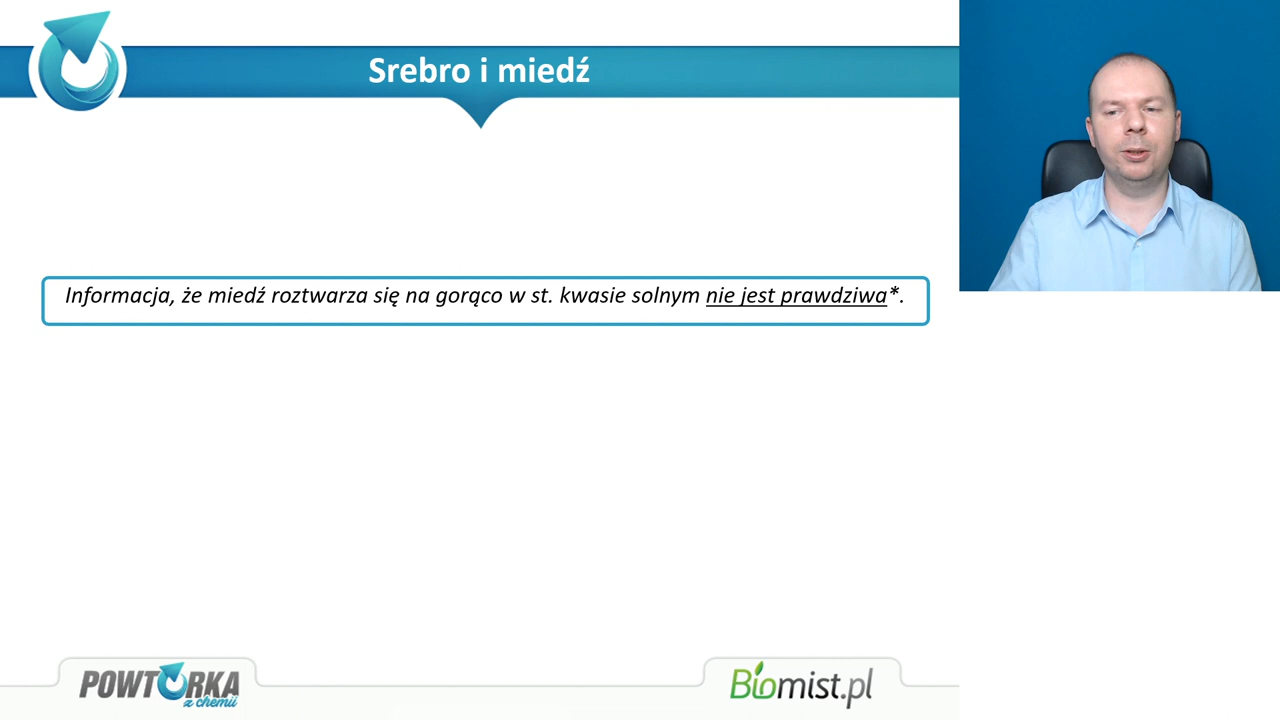 Srebro i miedź
Informacja, że miedź roztwarza się na gorąco w st. kwasie solnym nie jest prawdziwa*.
POWTÓRKA
z chemii
Biomist.pl